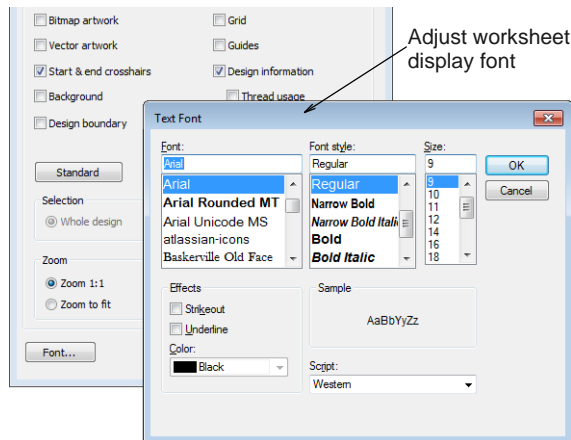 Bitmap artwork
Grid
Adjust worksheet
display font
Vector artwork
Guides
Start & end crosshairs
Design information
Background
Thread usage
Design boundary
Text Font
Font:
Font style:
Size:
Arial
Regular
9
OK
Arial
Regular
9
Cancel
Arial Rounded MT
Narrow Bold
10
Arial Unicode MS
Narrow Bold Itali
11
atlassian-icons
Bold
12
Baskerville Old Face
Bold Italic
14
16
18
Standard
Selection
Whole design
Zoom
Zoom 1:1
Zoom to fit
Font...
Effects
Sample
Strikeout
Underline
AaBbYyZz
Color:
Black
Script:
Western